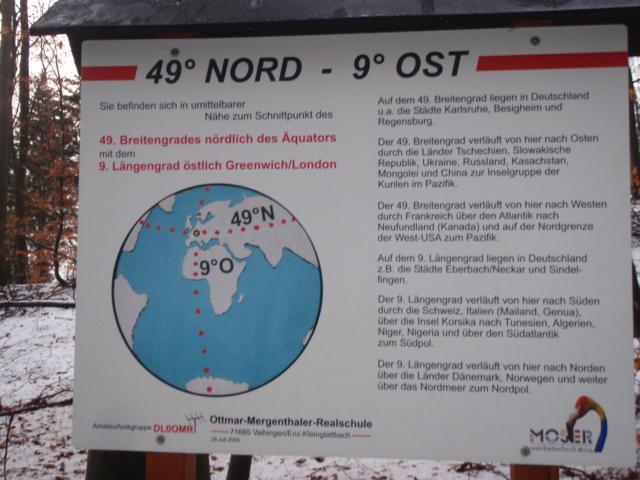 49° NORD - 9° OST
Sie befinden sich in umittelbarer
Nähe zum Schnittpunkt des
49. Breitengrades nördlich des Äquators
mit dem
9. Längengrad östlich Greenwich/London
49°N
9°O
Auf dem 49. Breitengrad liegen in Deutschland
u.a. die Städte Karlsruhe, Besigheim und
Regensburg.
Der 49. Breitengrad verläuft von hier nach Osten
durch die Länder Tschechien, Slowakische
Republik, Ukraine, Russland, Kasachstan,
Mongolei und China zur Inselgruppe der
Kurilen im Pazifik.
Der 49. Breitengrad verläuft von hier nach Westen
durch Frankreich über den Atlantik nach
Neufundland (Kanada) und auf der Nordgrenze
der West-USA zum Pazifik.
Auf dem 9. Längengrad liegen in Deutschland
z.B. die Städte Eberbach/Neckar und Sindel-
fingen.
Der 9. Längengrad verläuft von hier nach Süden
durch die Schweiz, Italien (Mailand, Genua),
über die Insel Korsika nach Tunesien, Algerien,
Niger, Nigeria und über den Südatlantik
zum Südpol.
Der 9. Längengrad, verläuft von hier nach Norden
über die Länder Dänemark, Norwegen und weiter
über das Nordmeer zum Nordpol.
Amateurfunkgruppe DL0OMR
Ottmar-Mergenthaler-Realschule
71665 Vaihingen/Enz-Kleinglattbach
MOSER
werbetechnik